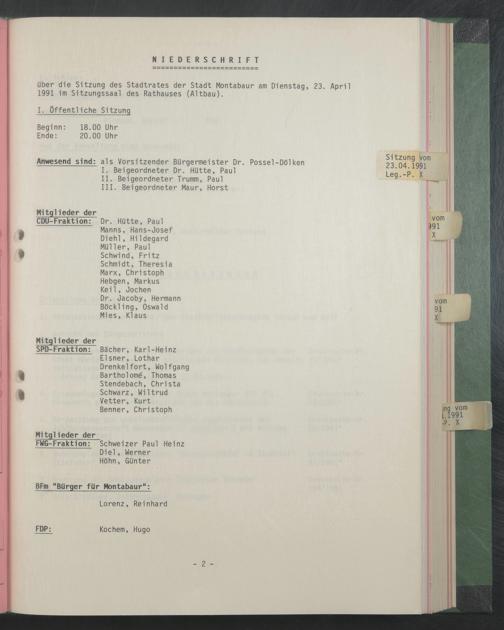 N I E D E R S C H R I F T
über die Sitzung des Stadtrates der Stadt Montabaur am Dienstag, 23. April
1991 im Sitzungssaal des Rathauses (Altbau).
I. Öffentliche Sitzung
Beginn: 18.00 Uhr
Ende: 20.00 Uhr
Anwesend sind: als Vorsitzender Bürgermeister Dr. Possel-Dölken
I. Beigeordneter Dr. Hütte, Paul
II. Beigeordneter Trumm, Paul
III. Beigeordneter Maur, Horst
Mitglieder der
CDU-Fraktion: Dr. Hütte, Paul
Manns, Hans-Josef
Diehl, Hildegard
Müller, Paul
Schwind, Fritz
Schmidt, Theresia
Marx, Christoph
Hebgen, Markus
Keil, Jochen
Dr. Jacoby, Hermann
Böckling, Oswald
Mies, Klaus
Mitglieder der
SPD-Fraktion: Bächer, Karl-Heinz
Elsner, Lothar
Drenkelfort, Wolfgang
Bartholomé, Thomas
Stendebach, Christa
Schwarz, Wiltrud
Vetter, Kurt
Benner, Christoph
Mitglieder der
FWG-Fraktion: Schweizer Paul Heinz
Diel, Werner
Höhn, Günter
BFm "Bürger für Montabaur":
Lorenz, Reinhard
FDP: Kochem, Hugo
- 2 -
Sitzung vom
23.04.1991
Leg.-P. X
vom
991
X
vom
91
X
ng vom
.1991
P. X